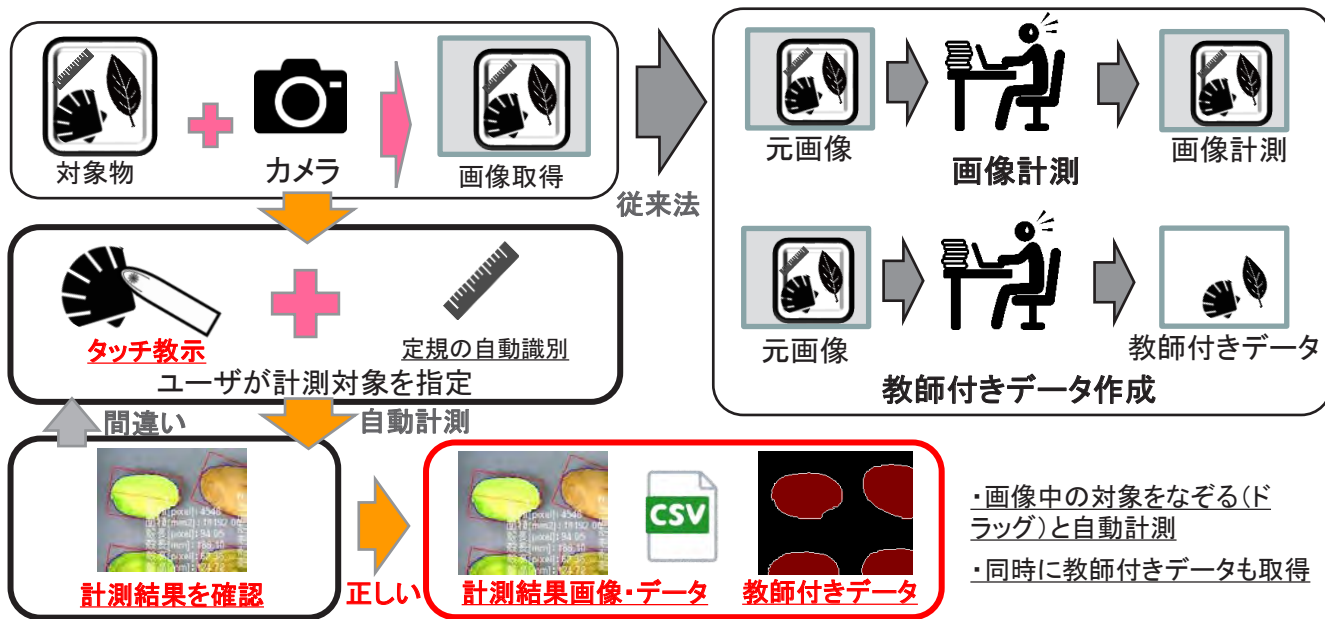 対象物
カメラ
画像取得
従来法
元画像
画像計測
画像計測
元画像
教師付きデータ
教師付きデータ作成
タッチ教示
定規の自動識別
ユーザが計測対象を指定
間違い
自動計測
計測結果を確認
正しい
CSV
計測結果画像・データ
教師付きデータ
・画像中の対象をなぞる(ド
ラッグ)と自動計測
・同時に教師付きデータも取得